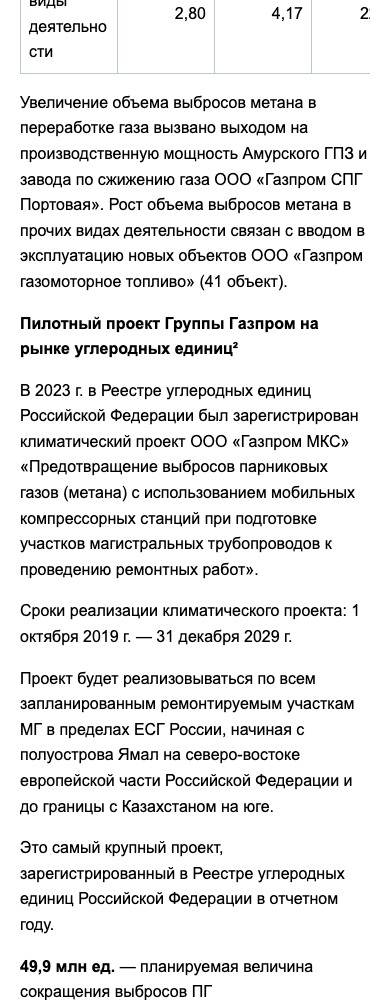 виды
деятельно
сти
2,80
4,17
Увеличение объема выбросов метана в
переработке газа вызвано выходом на
производственную мощность Амурского ГПЗ и
завода по сжижению газа ООО «Газпром СПГ
Портовая». Рост объема выбросов метана в
прочих видах деятельности связан с вводом в
эксплуатацию новых объектов ООО «Газпром
газомоторное топливо» (41 объект).
Пилотный проект Группы Газпром на
рынке углеродных единиц²
В 2023 г. в Реестре углеродных единиц
Российской Федерации был зарегистрирован
климатический проект ООО «Газпром МКС»
«Предотвращение выбросов парниковых
газов (метана) с использованием мобильных
компрессорных станций при подготовке
участков магистральных трубопроводов к
проведению ремонтных работ».
Сроки реализации климатического проекта: 1
октября 2019 г. — 31 декабря 2029 г.
Проект будет реализовываться по всем
запланированным ремонтируемым участкам
МГ в пределах ЕСГ России, начиная с
полуострова Ямал на северо-востоке
европейской части Российской Федерации и
до границы с Казахстаном на юге.
Это самый крупный проект,
зарегистрированный в Реестре углеродных
единиц Российской Федерации в отчетном
году.
49,9 млн ед. — планируемая величина
сокращения выбросов ПГ